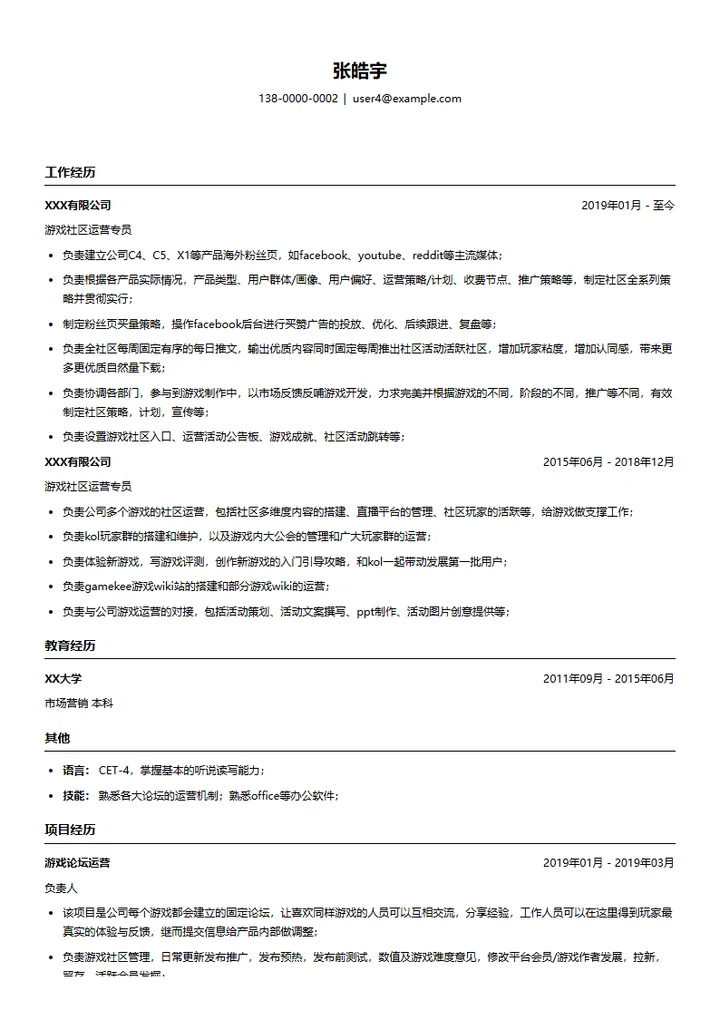 张皓宇
138-0000-0002 | user4@example.com
工作经历
XXX有限公司 2019年01月 - 至今
游戏社区运营专员
• 负责建立公司C4、C5、X1等产品海外粉丝页，如facebook、youtube、reddit等主流媒体；
• 负责根据各产品实际情况，产品类型、用户群体/画像、用户偏好、运营策略/计划、收费节点、推广策略等，制定社区全系列策
略并贯彻实行；
• 制定粉丝页买量策略，操作facebook后台进行买赞广告的投放、优化、后续跟进、复盘等；
• 负责全社区每周固定有序的每日推文，输出优质内容同时固定每周推出社区活动活跃社区，增加玩家粘度，增加认同感，带来更
多更优质自然量下载；
• 负责协调各部门，参与到游戏制作中，以市场反馈反哺游戏开发，力求完美并根据游戏的不同，阶段的不同，推广等不同，有效
制定社区策略，计划，宣传等；
• 负责设置游戏社区入口、运营活动公告板、游戏成就、社区活动跳转等；
XXX有限公司 2015年06月 - 2018年12月
游戏社区运营专员
• 负责公司多个游戏的社区运营，包括社区多维度内容的搭建、直播平台的管理、社区玩家的活跃等，给游戏做支撑工作；
• 负责kol玩家群的搭建和维护，以及游戏内大公会的管理和广大玩家群的运营；
• 负责体验新游戏，写游戏评测，创作新游戏的入门引导攻略，和kol一起带动发展第一批用户；
• 负责gamekee游戏wiki站的搭建和部分游戏wiki的运营；
• 负责与公司游戏运营的对接，包括活动策划、活动文案撰写、ppt制作、活动图片创意提供等；
教育经历
XX大学 2011年09月 - 2015年06月
市场营销 本科
其他
• 语言： CET-4，掌握基本的听说读写能力；
• 技能： 熟悉各大论坛的运营机制；熟悉office等办公软件；
项目经历
游戏论坛运营 2019年01月 - 2019年03月
负责人
• 该项目是公司每个游戏都会建立的固定论坛，让喜欢同样游戏的人员可以互相交流，分享经验，工作人员可以在这里得到玩家最
真实的体验与反馈，继而提交信息给产品内部做调整；
• 负责游戏社区管理，日常更新发布推广，发布预热，发布前测试，数值及游戏难度意见，修改平台会员/游戏作者发展，拉新，
留存，活跃会员发掘；